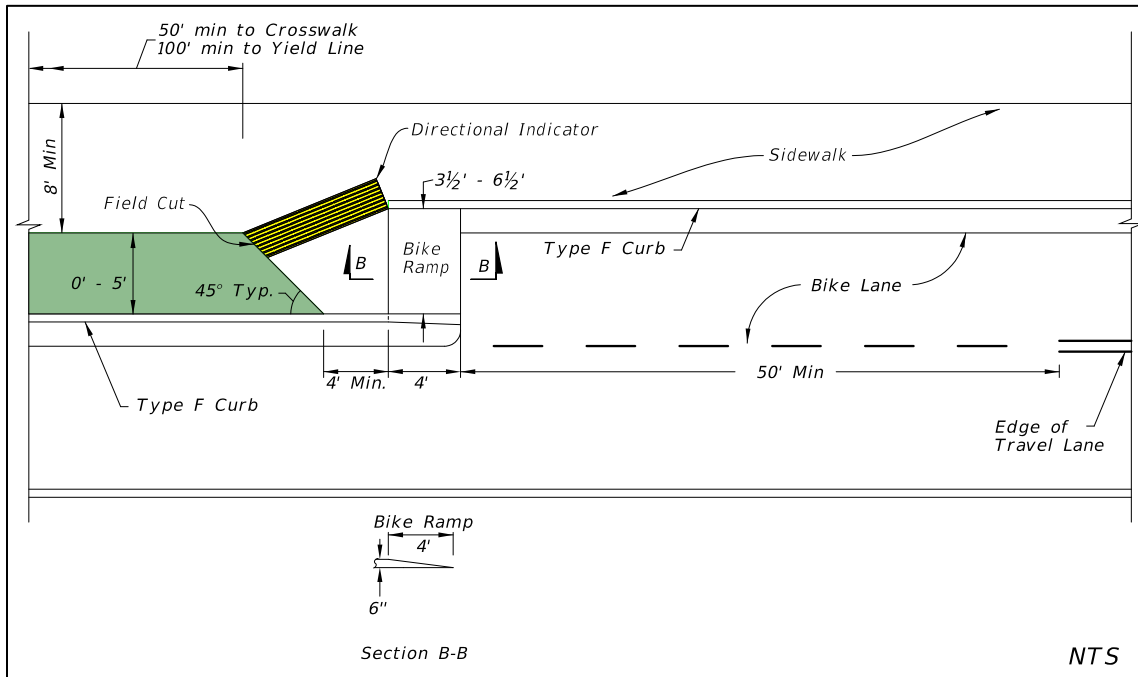 50' min to Crosswalk
100' min to Yield Line
8' Min
Directional Indicator
Sidewalk
3½' - 6½'
Field Cut
Type F Curb
B
Bike
Ramp
B
0' - 5'
45° Typ.
Bike Lane
4' Min.
4'
50' Min
Type F Curb
Edge of
Travel Lane
Bike Ramp
4'
6"
Section B-B
NTS